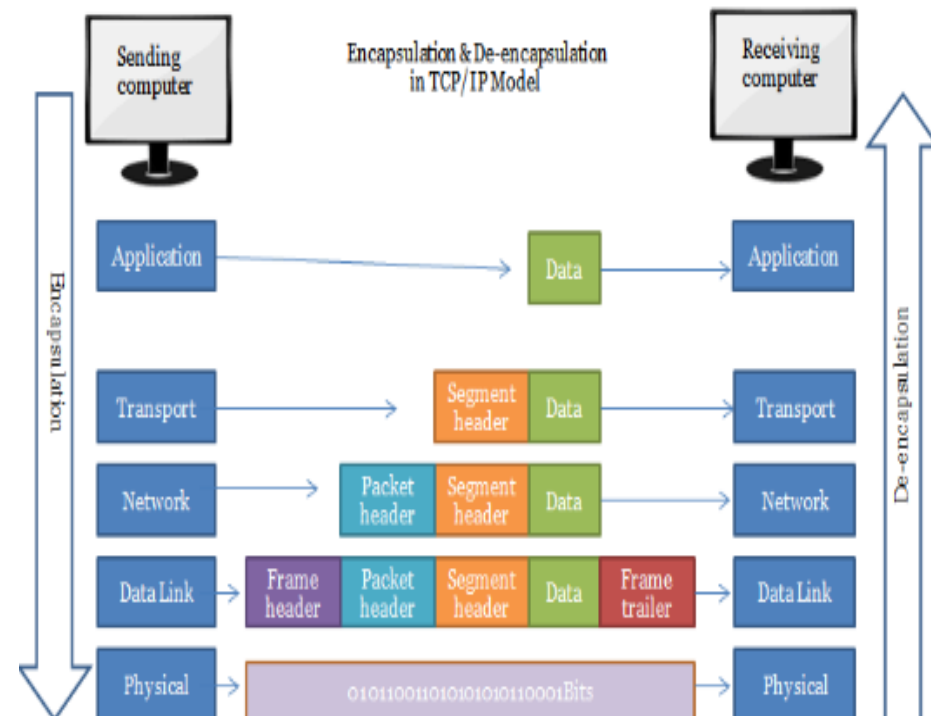 Sending
computer
Encapsulation & De-encapsulation
in TCP/IP Model
Receiving
computer
Encapsulation
De-encapsulation
Application
Data
Application
Transport
Segment
header
Data
Transport
Network
Packet
header
Segment
header
Data
Network
Data Link
Frame
header
Packet
header
Segment
header
Data
Frame
trailer
Data Link
Physical
010110011010101010110001Bits
Physical